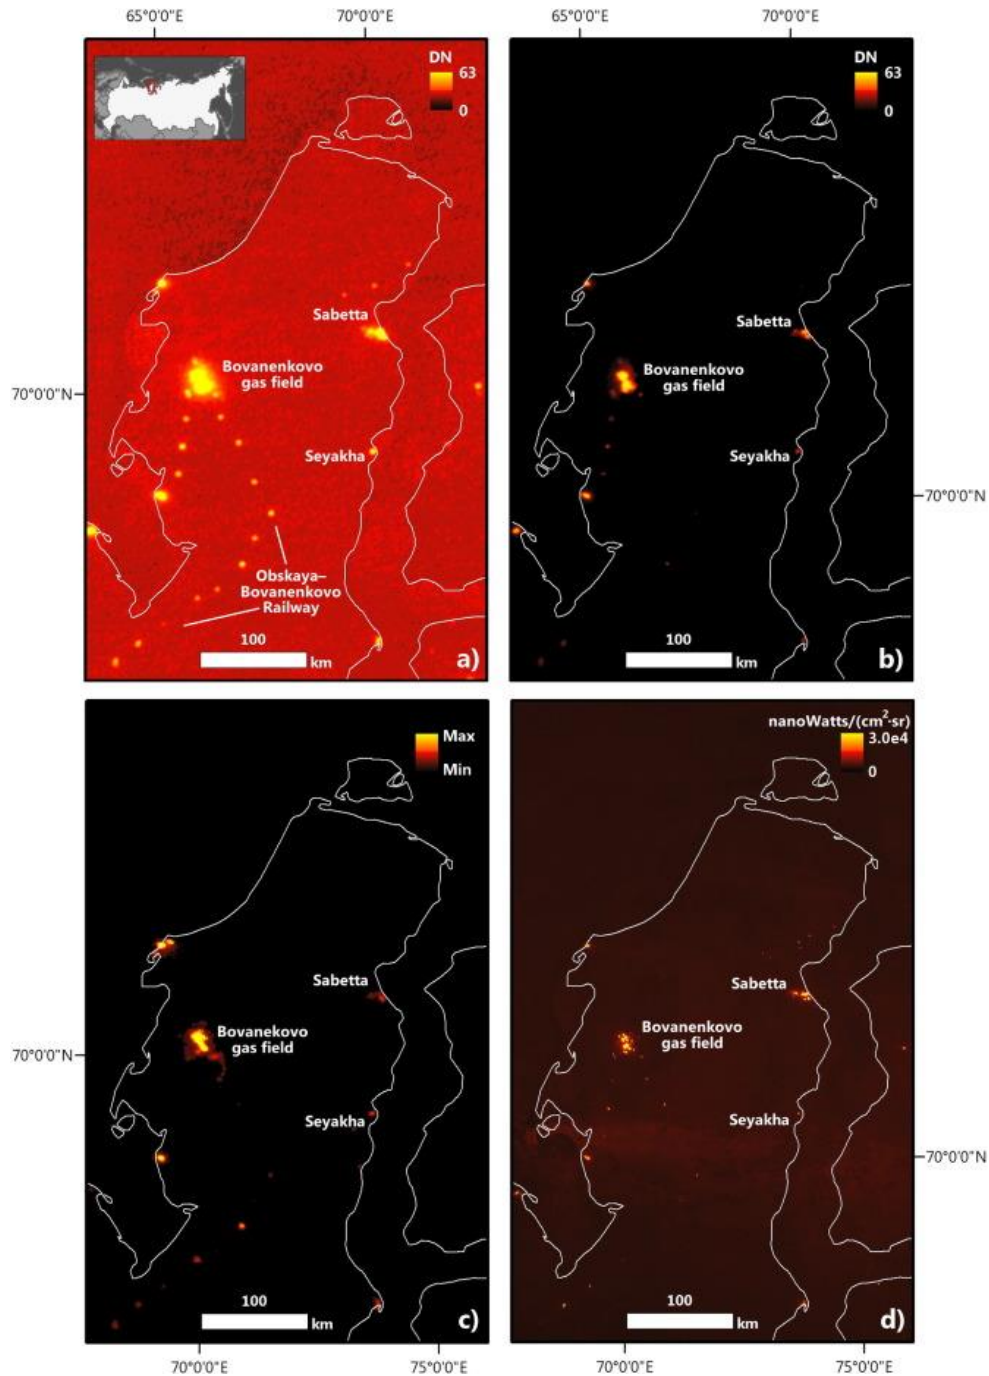 65°0'0"E
70°0'0"E
65°0'0"E
70°0'0"E
DN
63
0
Sabetta
Bovanenkovo
gas field
70°0'0"N
Seyakha
Obskaya–
Bovanenkovo
Railway
100
km
a)
DN
63
0
Sabetta
Bovanenkovo
gas field
Seyakha
70°0'0"N
100
km
b)
Max
Min
Sabetta
Bovanekovo
gas field
70°0'0"N
Seyakha
100
km
c)
70°0'0"E
75°0'0"E
nanoWatts/(cm²·sr)
3.0e4
0
Sabetta
Bovanenkovo
gas field
Seyakha
70°0'0"N
100
km
d)
70°0'0"E
75°0'0"E